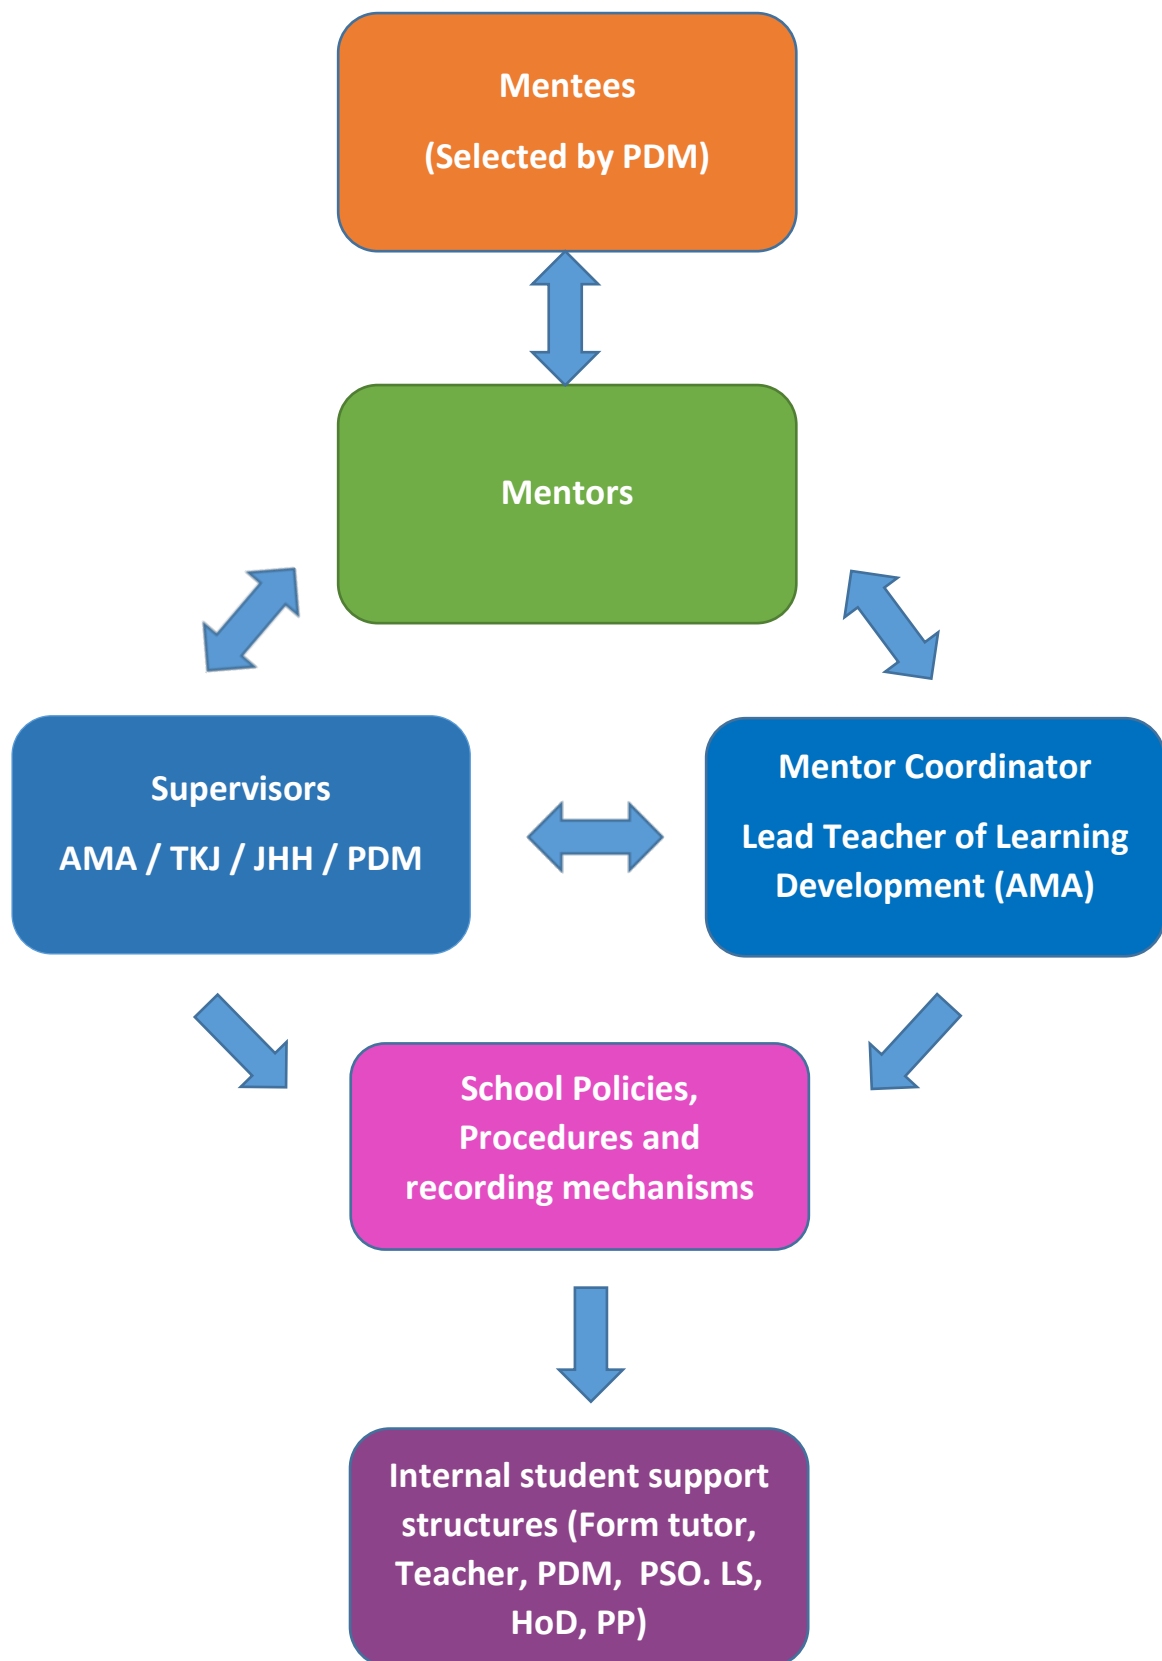 Mentees
(Selected by PDM)
Mentors
Supervisors
AMA / TKJ / JHH / PDM
Mentor Coordinator
Lead Teacher of Learning
Development (AMA)
School Policies,
Procedures and
recording mechanisms
Internal student support
structures (Form tutor,
Teacher, PDM,  PSO. LS,
HoD, PP)